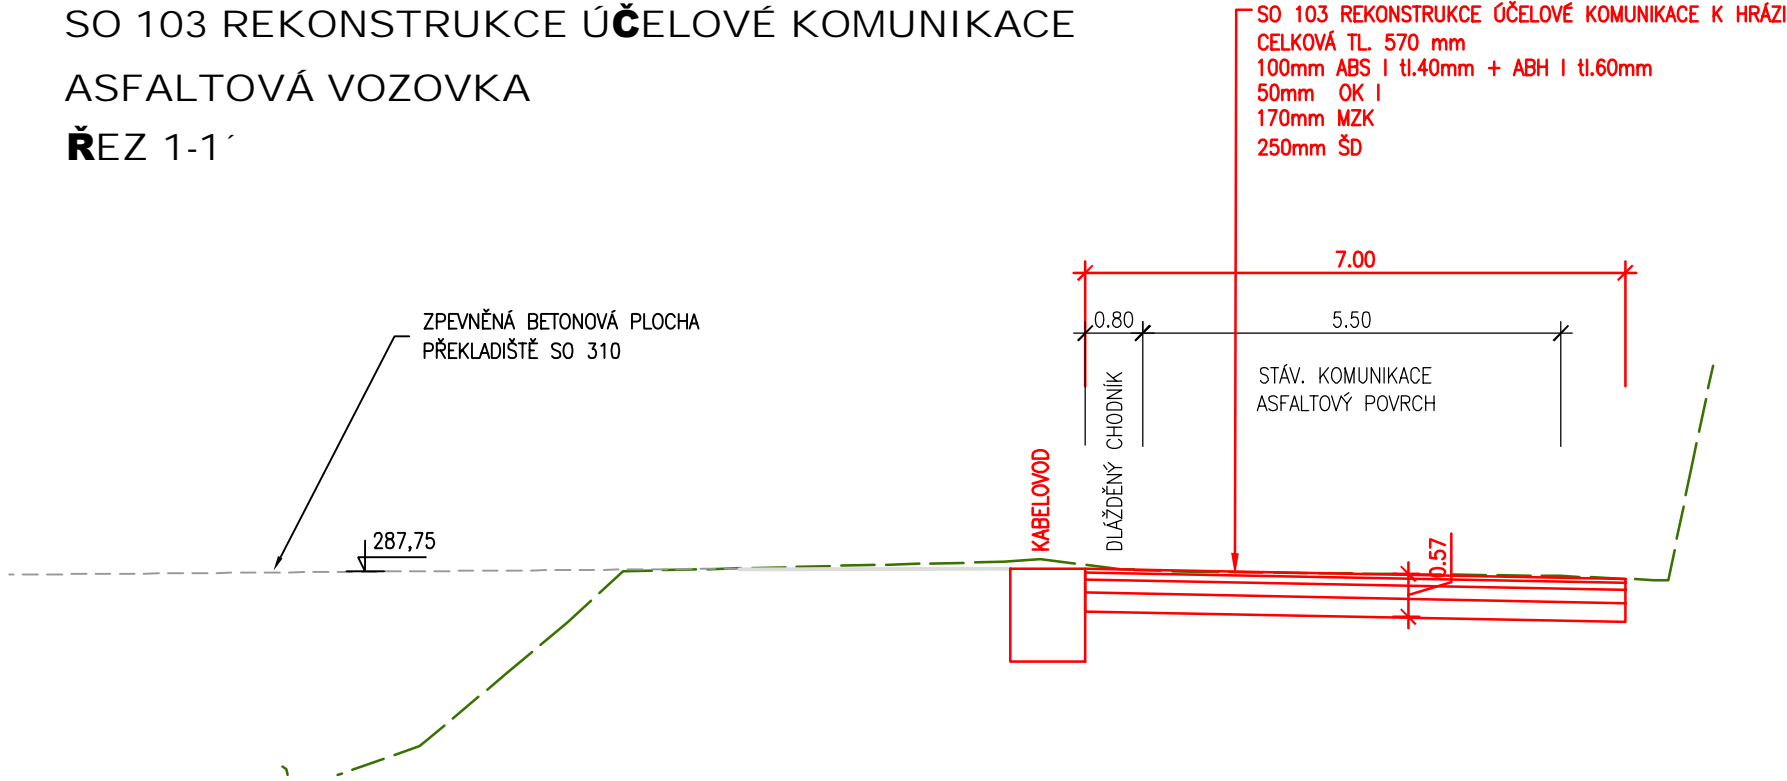 SO 103 REKONSTRUKCE ÚČELOVÉ KOMUNIKACE
ASFALTOVÁ VOZOVKA
ŘEZ 1-1´
SO 103 REKONSTRUKCE ÚČELOVÉ KOMUNIKACE K HRÁZI
CELKOVÁ TL. 570 mm
100mm ABS I tl.40mm + ABH I tl.60mm
50mm OK I
170mm MZK
250mm ŠD
7.00
0.80
5.50
ZPEVNĚNÁ BETONOVÁ PLOCHA
PŘEKLADIŠTĚ SO 310
STÁV. KOMUNIKACE
ASFALTOVÝ POVRCH
DLÁŽDĚNÝ CHODNÍK
KABELOVOD
287,75
0.57